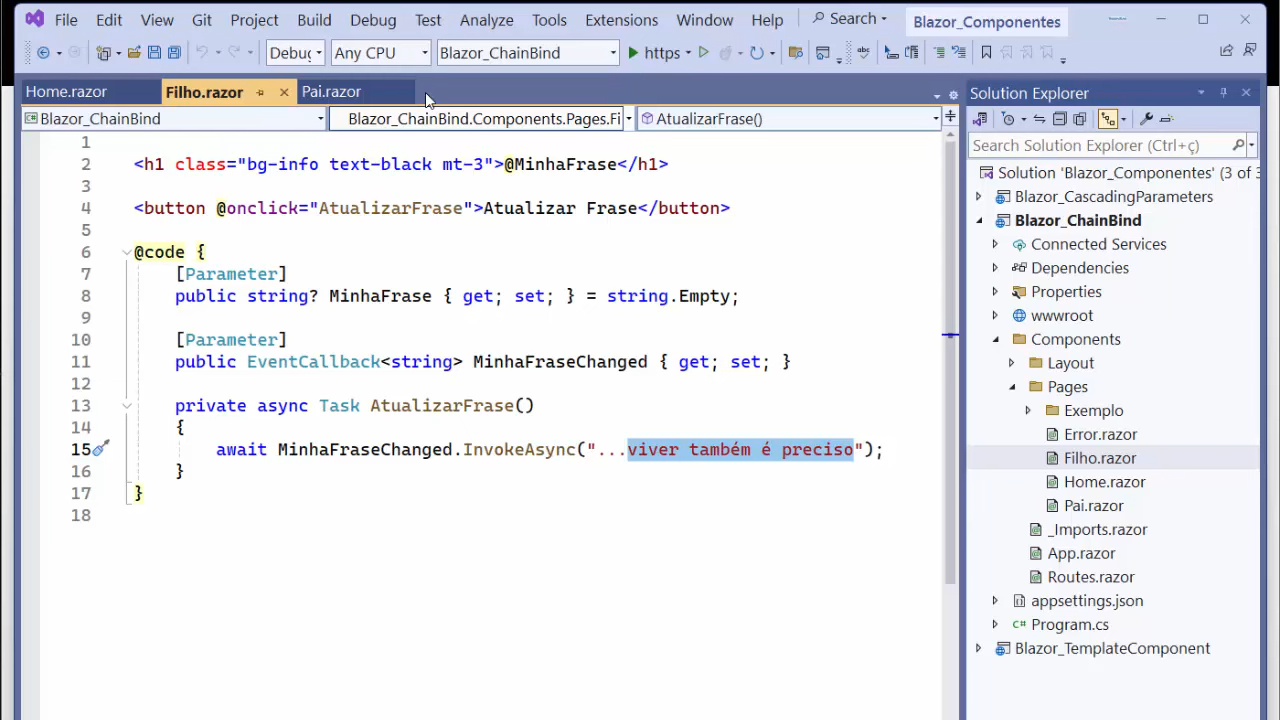 File Edit View Git Project Build Debug Test Analyze Tools Extensions Window Help Search Blazor_Componentes
Debug Any CPU Blazor_ChainBind https
Home.razor Filho.razor Pai.razor
Blazor_ChainBind Blazor_ChainBind.Components.Pages.Fi AtualizarFrase()
1
2 <h1 class="bg-info text-black mt-3">@MinhaFrase</h1>
3
4 <button @onclick="AtualizarFrase">Atualizar Frase</button>
5
6 @code {
7 [Parameter]
8 public string? MinhaFrase { get; set; } = string.Empty;
9
10 [Parameter]
11 public EventCallback<string> MinhaFraseChanged { get; set; }
12
13 private async Task AtualizarFrase()
14 {
15 await MinhaFraseChanged.InvokeAsync("...viver também é preciso");
16 }
17 }
18
Solution Explorer
Search Solution Explorer (Ctrl+ç)
Solution 'Blazor_Componentes' (3 of 3
Blazor_CascadingParameters
Blazor_ChainBind
Connected Services
Dependencies
Properties
wwwroot
Components
Layout
Pages
Exemplo
Error.razor
Filho.razor
Home.razor
Pai.razor
_Imports.razor
App.razor
Routes.razor
appsettings.json
C# Program.cs
Blazor_TemplateComponent